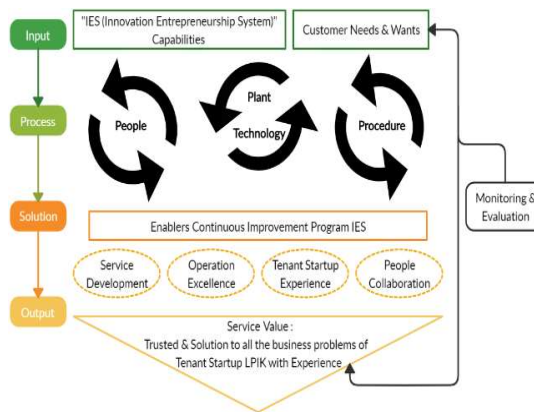 Input
"IES (Innovation Entrepreneurship System)"
Capabilities
Customer Needs & Wants
Process
People
Plant
Technology
Procedure
Monitoring &
Evaluation
Solution
Enablers Continuous Improvement Program IES
Service
Development
Operation
Excellence
Tenant Startup
Experience
People
Collaboration
Output
Service Value :
Trusted & Solution to all the business problems of
Tenant Startup LPIK with Experience